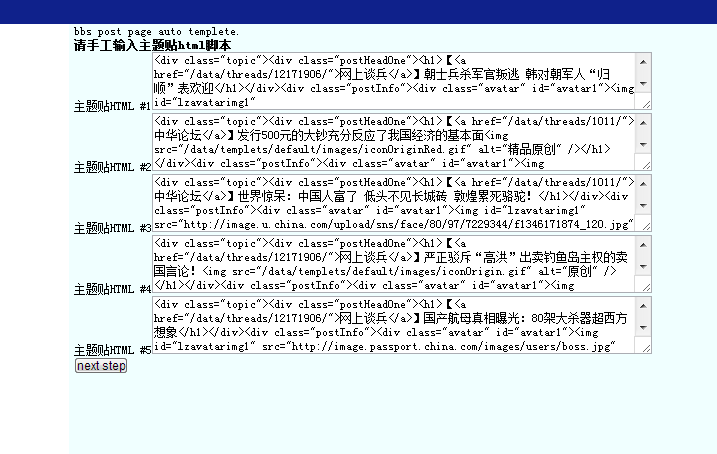 bbs post page auto templete.
请手工输入主题贴html脚本
<div class="topic"><div class="postHeadOne"><h1>【<a
href="/data/threads/12171906/">网上谈兵</a>】朝士兵杀军官叛逃 韩对朝军人“归
顺”表欢迎</h1></div><div class="postInfo"><div class="avatar" id="avatar1"><img
id="lzavatarimg1"
主题贴HTML #1
<div class="topic"><div class="postHeadOne"><h1>【<a href="/data/threads/1011/">
中华论坛</a>】发行500元的大钞充分反应了我国经济的基本面<img
src="/data/templets/default/images/iconOriginRed.gif" alt="精品原创" /></h1>
</div><div class="postInfo"><div class="avatar" id="avatar1"><img
主题贴HTML #2
<div class="topic"><div class="postHeadOne"><h1>【<a href="/data/threads/1011/">
中华论坛</a>】世界惊呆：中国人富了 低头不见长城砖 敦煌累死骆驼！</h1></div><div
class="postInfo"><div class="avatar" id="avatar1"><img id="lzavatarimg1"
src="http://image.u.china.com/upload/sns/face/80/97/7229344/f1346171874_120.jpg"
主题贴HTML #3
<div class="topic"><div class="postHeadOne"><h1>【<a
href="/data/threads/12171906/">网上谈兵</a>】严正驳斥“高洪”出卖钓鱼岛主权的卖
国言论！<img src="/data/templets/default/images/iconOrigin.gif" alt="原创" />
</h1></div><div class="postInfo"><div class="avatar" id="avatar1"><img
主题贴HTML #4
<div class="topic"><div class="postHeadOne"><h1>【<a
href="/data/threads/12171906/">网上谈兵</a>】国产航母真相曝光：80架大杀器超西方
想象</h1></div><div class="postInfo"><div class="avatar" id="avatar1"><img
id="lzavatarimg1" src="http://image.passport.china.com/images/users/boss.jpg"
主题贴HTML #5
next step